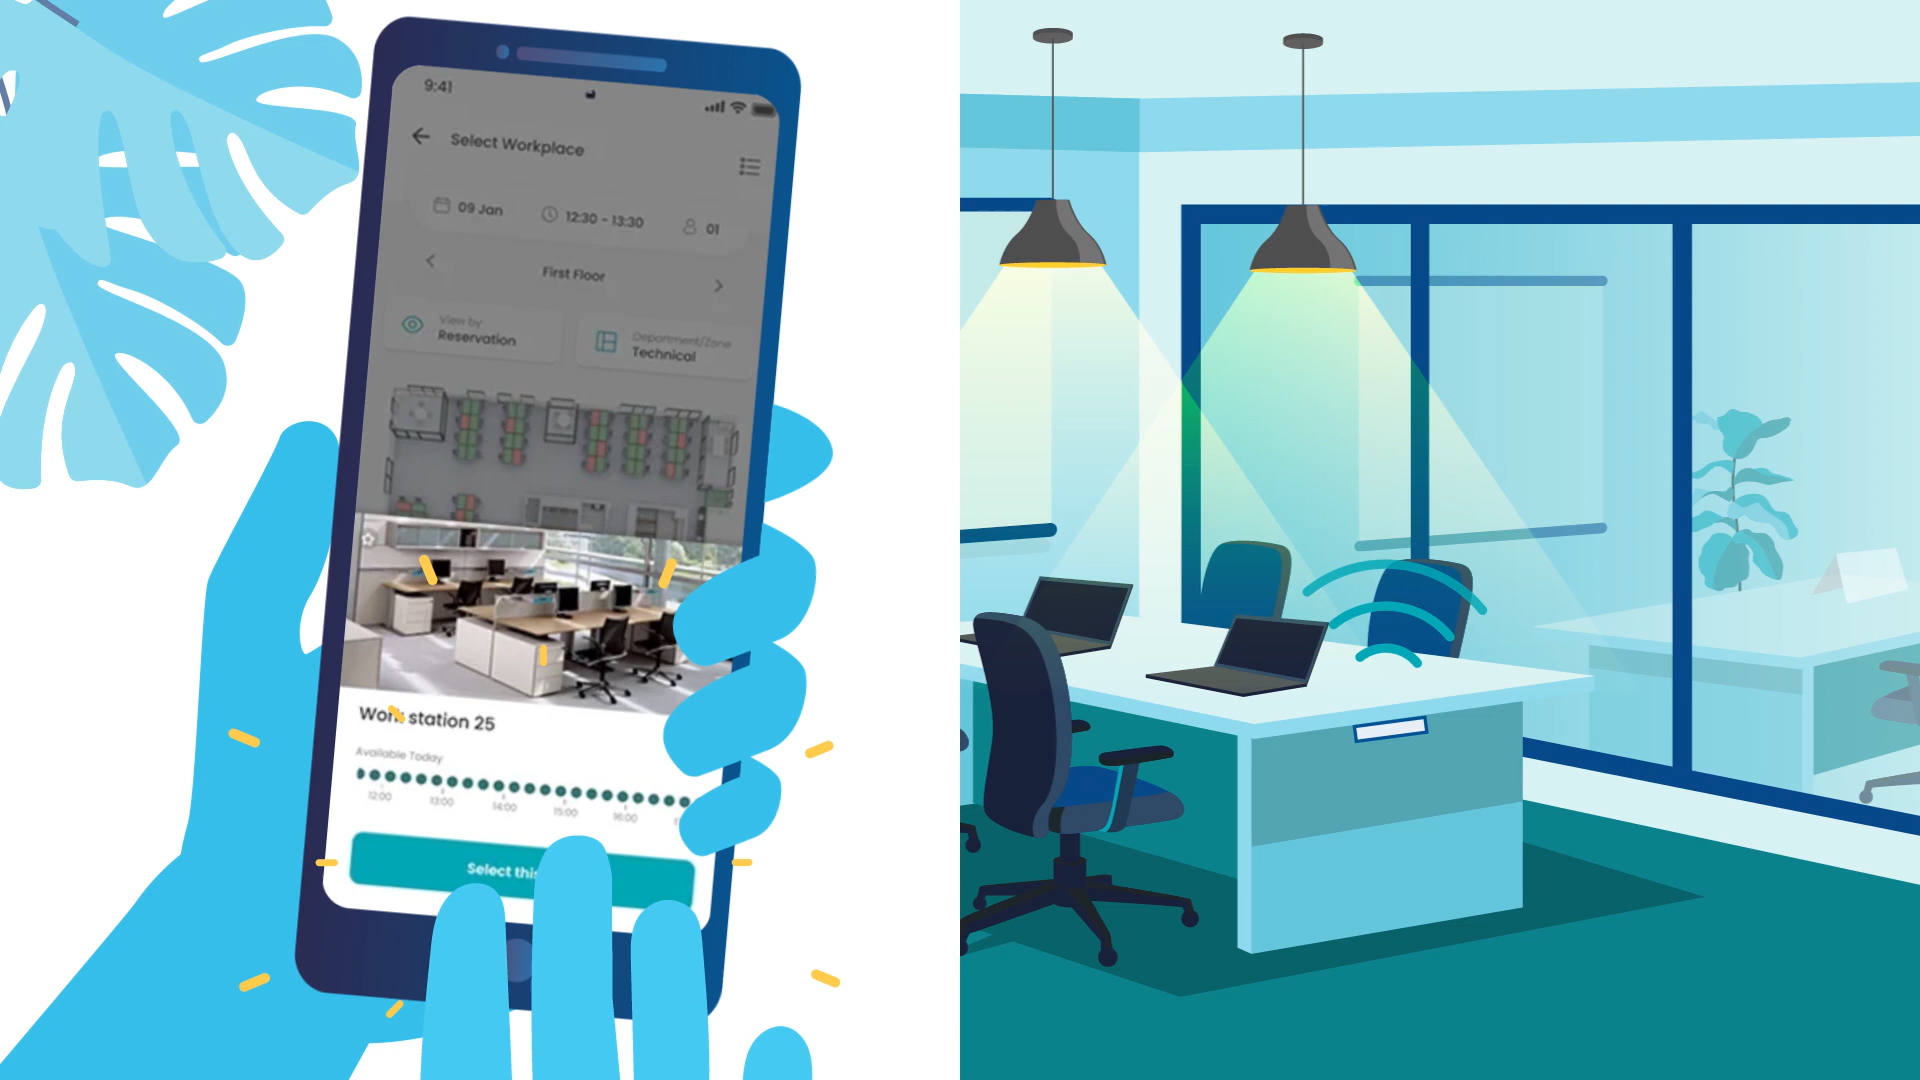 9:41
Select Workplace
09 Jan
12:30 - 13:30
01
First Floor
View by
Reservation
Department/Zone
Technical
Work station 25
Available Today
12:00
13:00
14:00
15:00
16:00
Select this